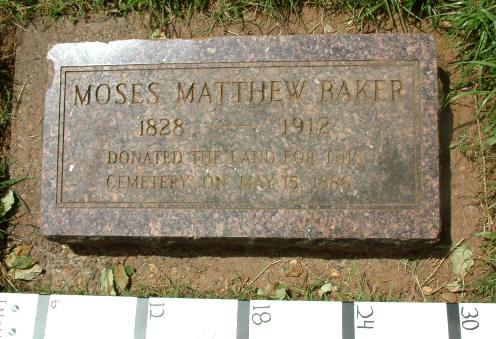 MOSES MATTHEW BAKER
1828 — 1912
DONATED THE LAND FOR THIS
CEMETERY ON MAY 15, 1886
6 12 18 24 30